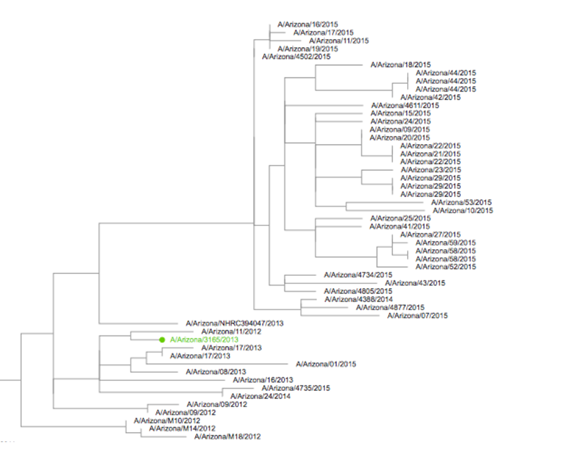 A/Arizona/16/2015
A/Arizona/17/2015
A/Arizona/11/2015
A/Arizona/19/2015
A/Arizona/4502/2015
A/Arizona/18/2015
A/Arizona/44/2015
A/Arizona/44/2015
A/Arizona/44/2015
A/Arizona/42/2015
A/Arizona/4611/2015
A/Arizona/15/2015
A/Arizona/24/2015
A/Arizona/09/2015
A/Arizona/20/2015
A/Arizona/22/2015
A/Arizona/21/2015
A/Arizona/22/2015
A/Arizona/23/2015
A/Arizona/29/2015
A/Arizona/29/2015
A/Arizona/29/2015
A/Arizona/53/2015
A/Arizona/10/2015
A/Arizona/25/2015
A/Arizona/41/2015
A/Arizona/27/2015
A/Arizona/59/2015
A/Arizona/58/2015
A/Arizona/58/2015
A/Arizona/52/2015
A/Arizona/4734/2015
A/Arizona/43/2015
A/Arizona/4805/2015
A/Arizona/4386/2014
A/Arizona/4877/2015
A/Arizona/07/2015
A/Arizona/NHRC394047/2013
A/Arizona/11/2012
A/Arizona/3165/2013
A/Arizona/17/2013
A/Arizona/17/2013
A/Arizona/01/2015
A/Arizona/08/2013
A/Arizona/16/2013
A/Arizona/4735/2015
A/Arizona/24/2014
A/Arizona/09/2012
A/Arizona/09/2012
A/Arizona/M10/2012
A/Arizona/M14/2012
A/Arizona/M18/2012